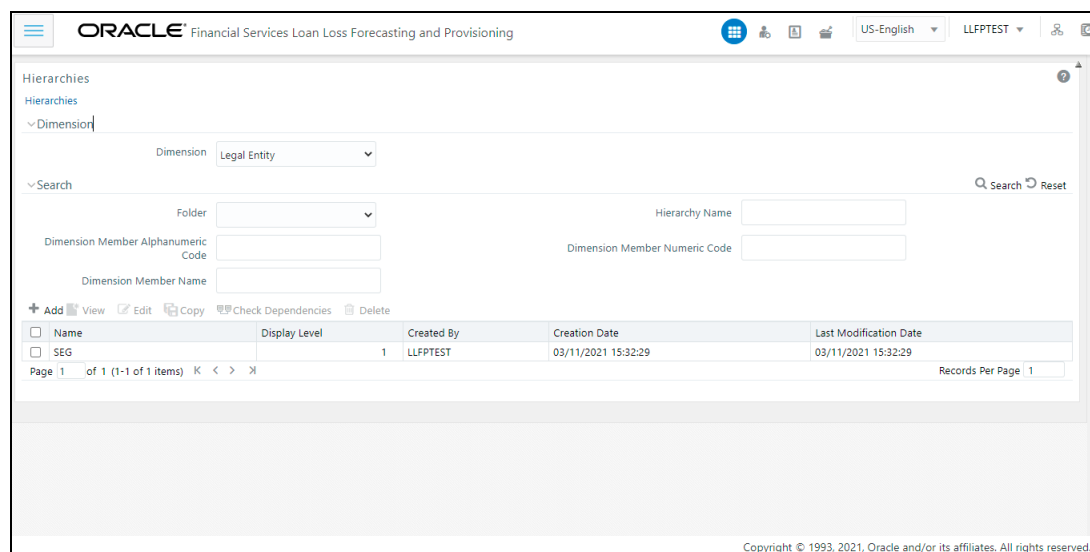 ORACLE® Financial Services Loan Loss Forecasting and Provisioning US-English LLFPTEST
Hierarchies
Hierarchies
Dimension
Dimension Legal Entity
Search Search Reset
Folder Hierarchy Name
Dimension Member Alphanumeric Code Dimension Member Numeric Code
Dimension Member Name
Add View Edit Copy Check Dependencies Delete
Name Display Level Created By Creation Date Last Modification Date
SEG 1 LLFPTEST 03/11/2021 15:32:29 03/11/2021 15:32:29
Page 1 of 1 (1-1 of 1 items) Records Per Page 1
Copyright © 1993, 2021, Oracle and/or its affiliates. All rights reserved.